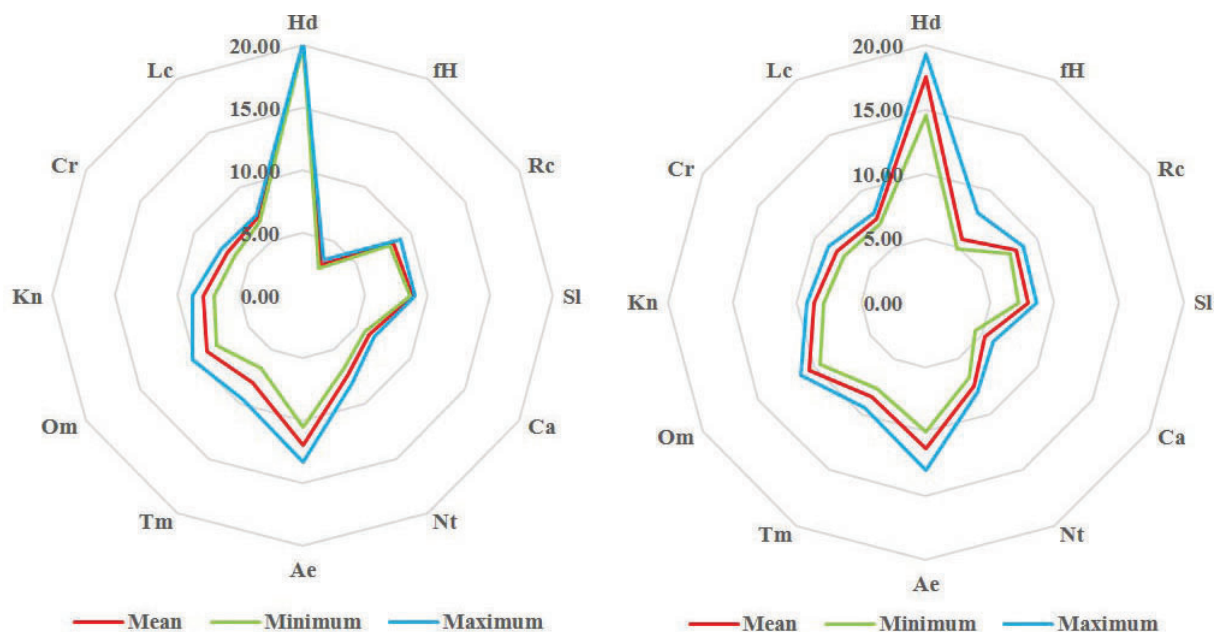 Hd
20.00
fH
Lc
15.00
Cr
Rc
10.00
5.00
Kn
0.00
Sl
Om
Ca
Tm
Nt
Ae
Mean Minimum Maximum
Hd
20.00
fH
Lc
15.00
Cr
Rc
10.00
5.00
Kn
0.00
Sl
Om
Ca
Tm
Nt
Ae
Mean Minimum Maximum